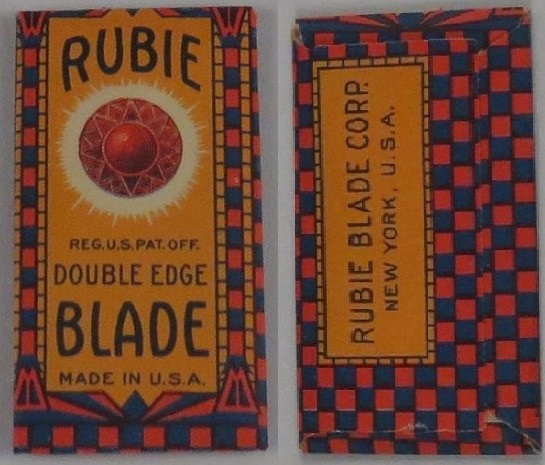 RUBIE
REG.U.S.PAT.OFF.
DOUBLE EDGE
BLADE
MADE IN U.S.A.
RUBIE BLADE CORP.
NEW YORK, U.S.A.